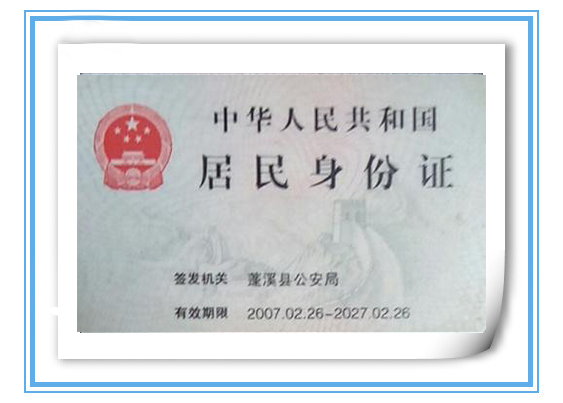 中华人民共和国
居民身份证
签发机关 蓬溪县公安局
有效期限 2007.02.26-2027.02.26